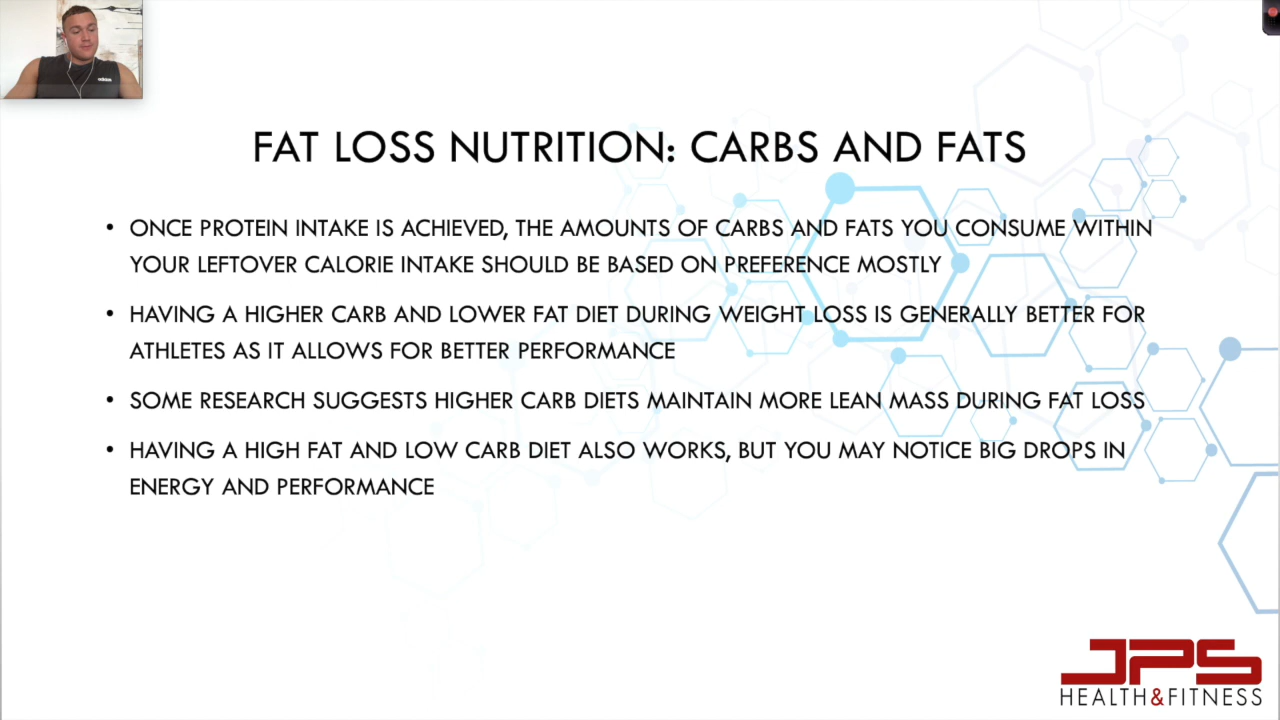 adidas
FAT LOSS NUTRITION: CARBS AND FATS
• ONCE PROTEIN INTAKE IS ACHIEVED, THE AMOUNTS OF CARBS AND FATS YOU CONSUME WITHIN
YOUR LEFTOVER CALORIE INTAKE SHOULD BE BASED ON PREFERENCE MOSTLY
• HAVING A HIGHER CARB AND LOWER FAT DIET DURING WEIGHT LOSS IS GENERALLY BETTER FOR
ATHLETES AS IT ALLOWS FOR BETTER PERFORMANCE
• SOME RESEARCH SUGGESTS HIGHER CARB DIETS MAINTAIN MORE LEAN MASS DURING FAT LOSS
• HAVING A HIGH FAT AND LOW CARB DIET ALSO WORKS, BUT YOU MAY NOTICE BIG DROPS IN
ENERGY AND PERFORMANCE
JPS
HEALTH&FITNESS